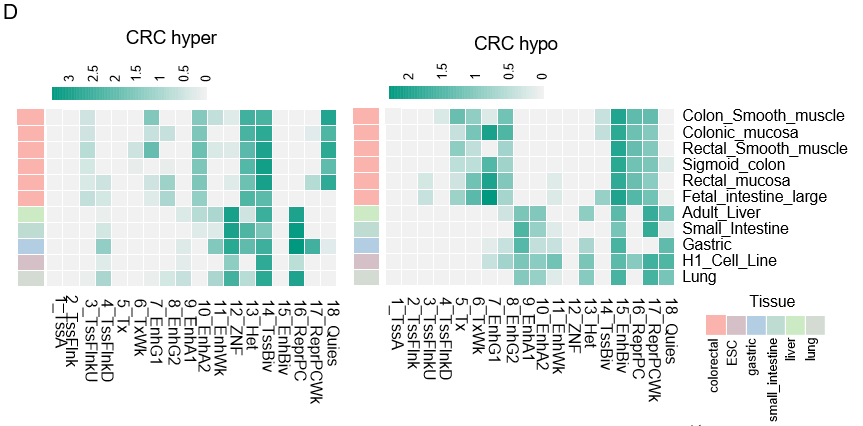 D
CRC hyper
CRC hypo
3 2.5 2 1.5 1 0.5 0
2 1.5 1 0.5 0
Colon_Smooth_muscle
Colonic_mucosa
Rectal_Smooth_muscle
Sigmoid_colon
Rectal_mucosa
Fetal_intestine_large
Adult_Liver
Small_Intestine
Gastric
H1_Cell_Line
Lung
1_TssA
2_TssFlnk
3_TssFlnkU
4_TssFlnkD
5_Tx
6_TxWk
7_EnhG1
8_EnhG2
9_EnhA1
10_EnhA2
11_EnhWk
12_ZNF
13_Het
14_TssBiv
15_EnhBiv
16_ReprPC
17_ReprPCWk
18_Quies
1_TssA
2_TssFlnk
3_TssFlnkU
4_TssFlnkD
5_Tx
6_TxWk
7_EnhG1
8_EnhG2
9_EnhA1
10_EnhA2
11_EnhWk
12_ZNF
13_Het
14_TssBiv
15_EnhBiv
16_ReprPC
17_ReprPCWk
18_Quies
Tissue
colorectal
ESC
gastric
small_intestine
liver
lung